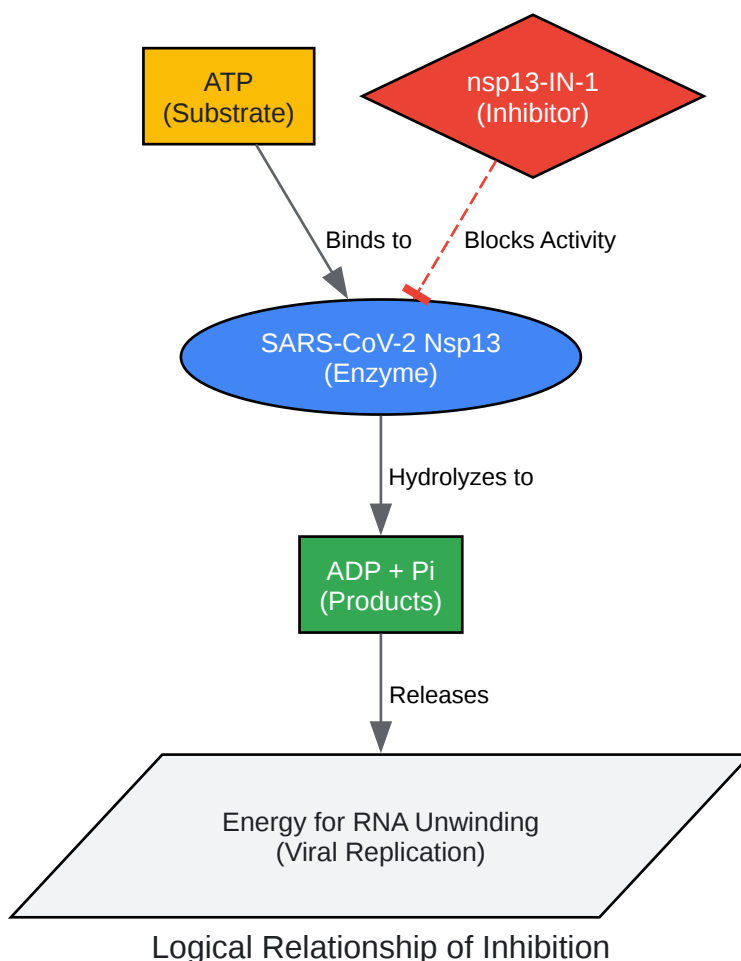 ATP
(Substrate)
nsp13-IN-1
(Inhibitor)
Binds to
Blocks Activity
SARS-CoV-2 Nsp13
(Enzyme)
Hydrolyzes to
ADP + Pi
(Products)
Releases
Energy for RNA Unwinding
(Viral Replication)
Logical Relationship of Inhibition